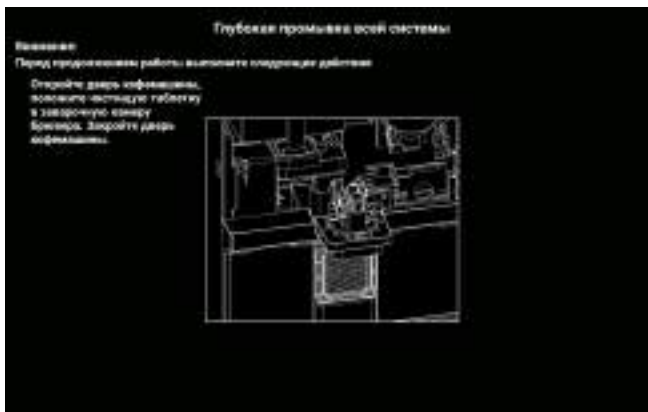 Глубокая промывка всей системы
Внимание!
Перед продолжением работы выполните следующие действия
Откройте дверь кофемашины,
положите чистящую таблетку
в заварочную камеру
брюера. Закройте дверь
кофемашины.